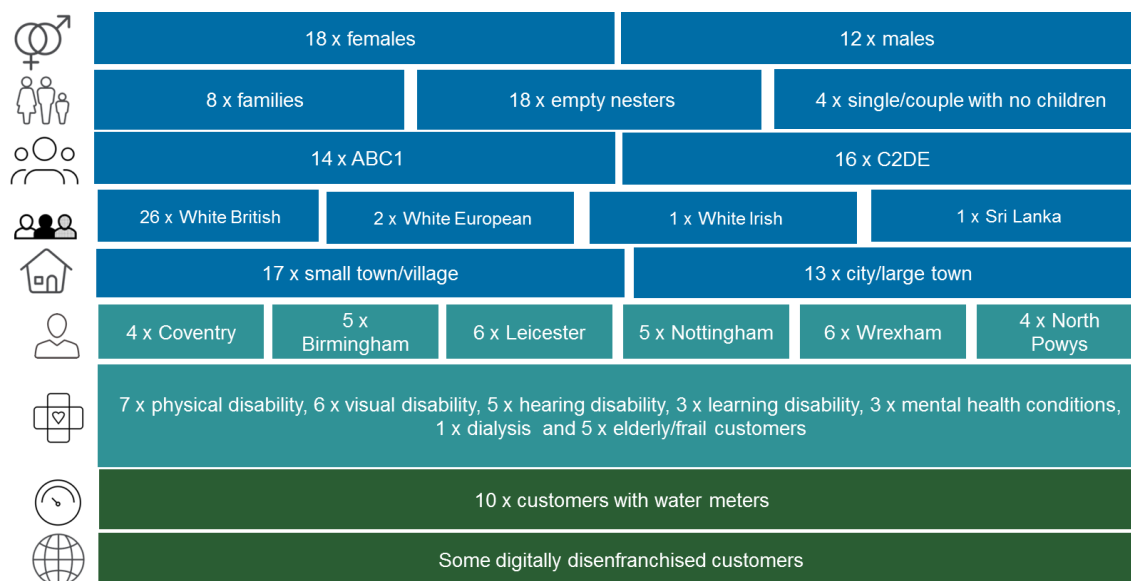 18 x females
12 x males
8 x families
18 x empty nesters
4 x single/couple with no children
14 x ABC1
16 x C2DE
26 x White British
2 x White European
1 x White Irish
1 x Sri Lanka
17 x small town/village
13 x city/large town
4 x Coventry
5 x
Birmingham
6 x Leicester
5 x Nottingham
6 x Wrexham
4 x North
Powys
7 x physical disability, 6 x visual disability, 5 x hearing disability, 3 x learning disability, 3 x mental health conditions,
1 x dialysis and 5 x elderly/frail customers
10 x customers with water meters
Some digitally disenfranchised customers